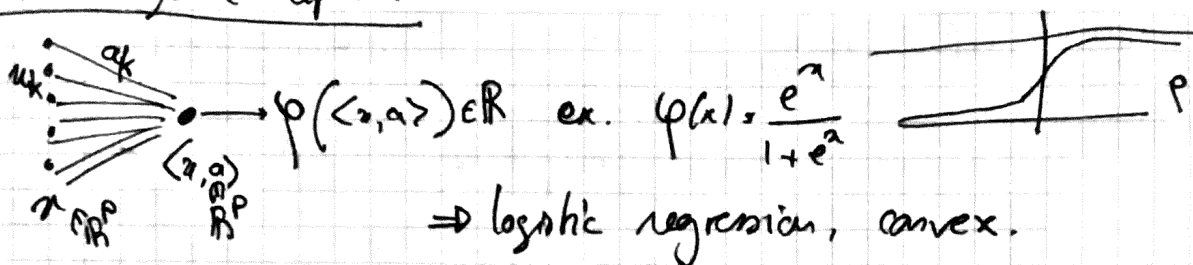 a_k
x_k
→ φ(<x,a>) ∈ ℝ ex. φ(x) = e^x / (1 + e^x)
φ
<x, a>
∈ ℝ^p
x ∈ ℝ^p
⇒ logistic regression, convex.